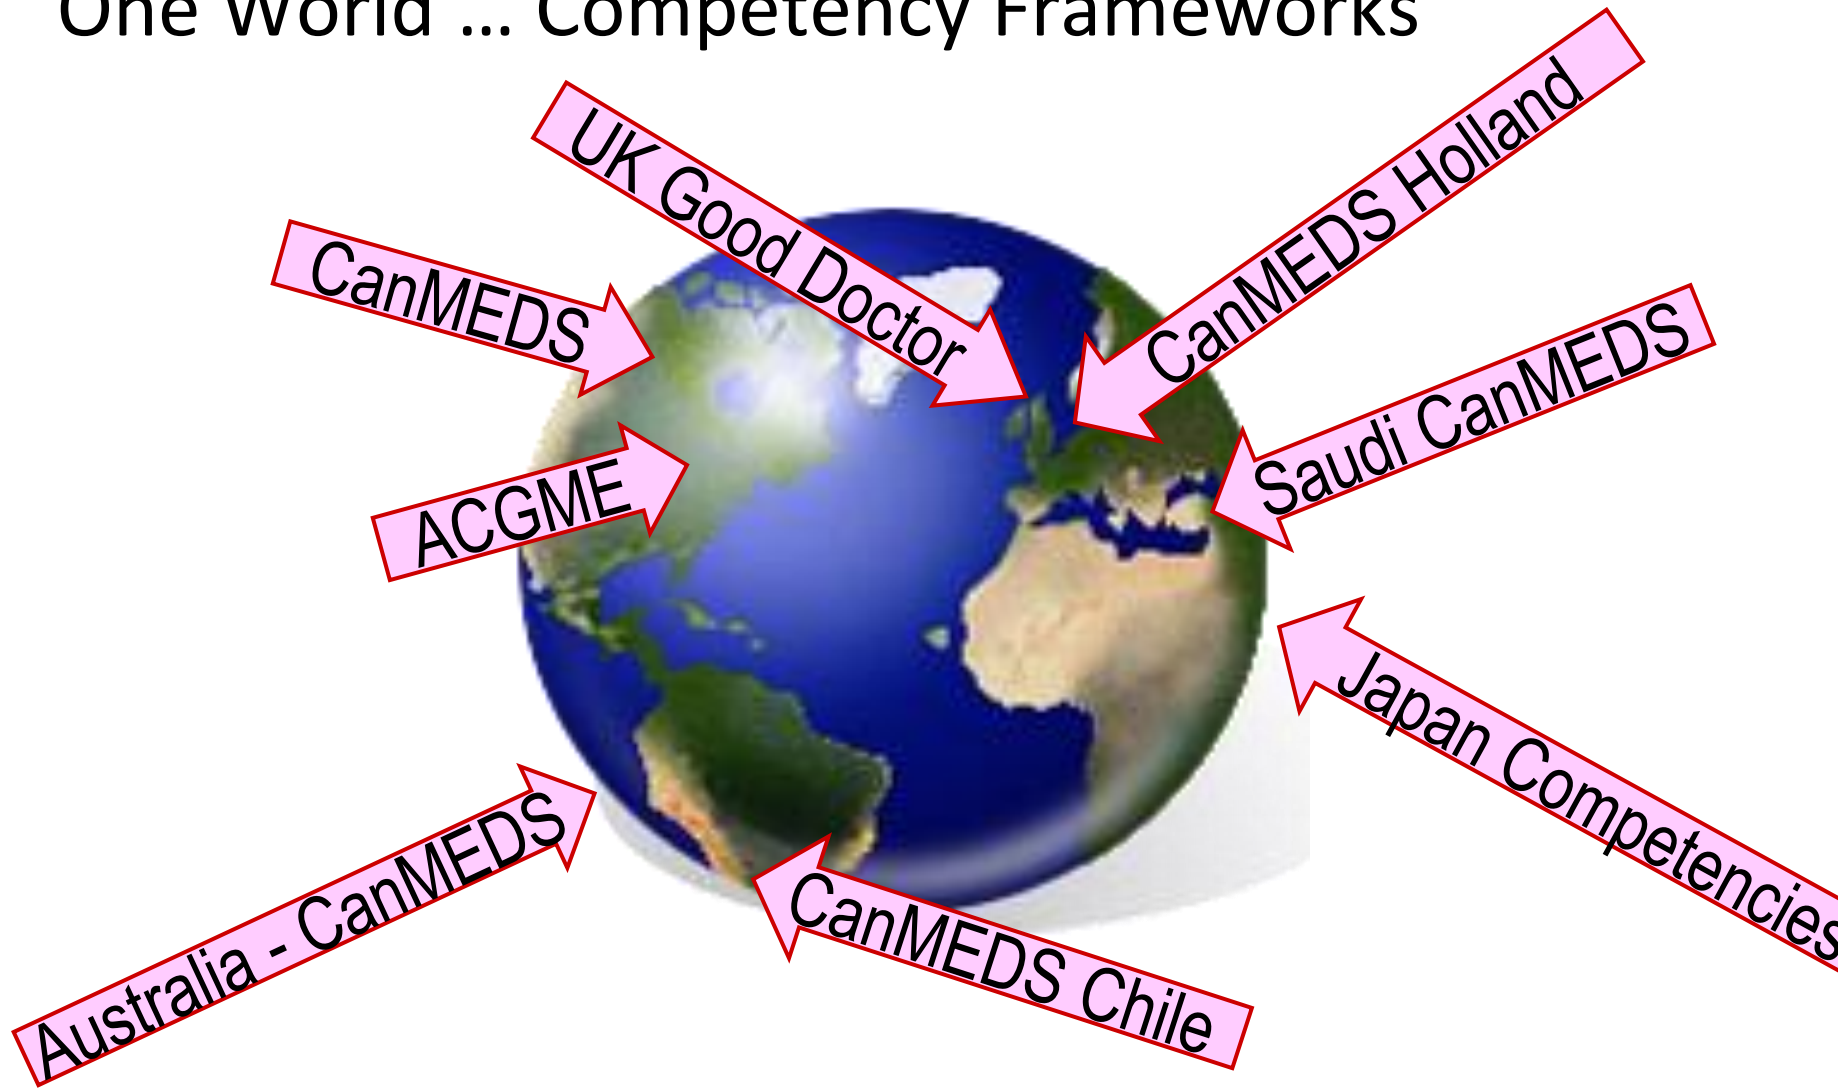 One World ... Competency Frameworks
UK Good Doctor
CanMEDS Holland
CanMEDS
Saudi CanMEDS
ACGME
Japan Competencies
Australia - CanMEDS
CanMEDS Chile